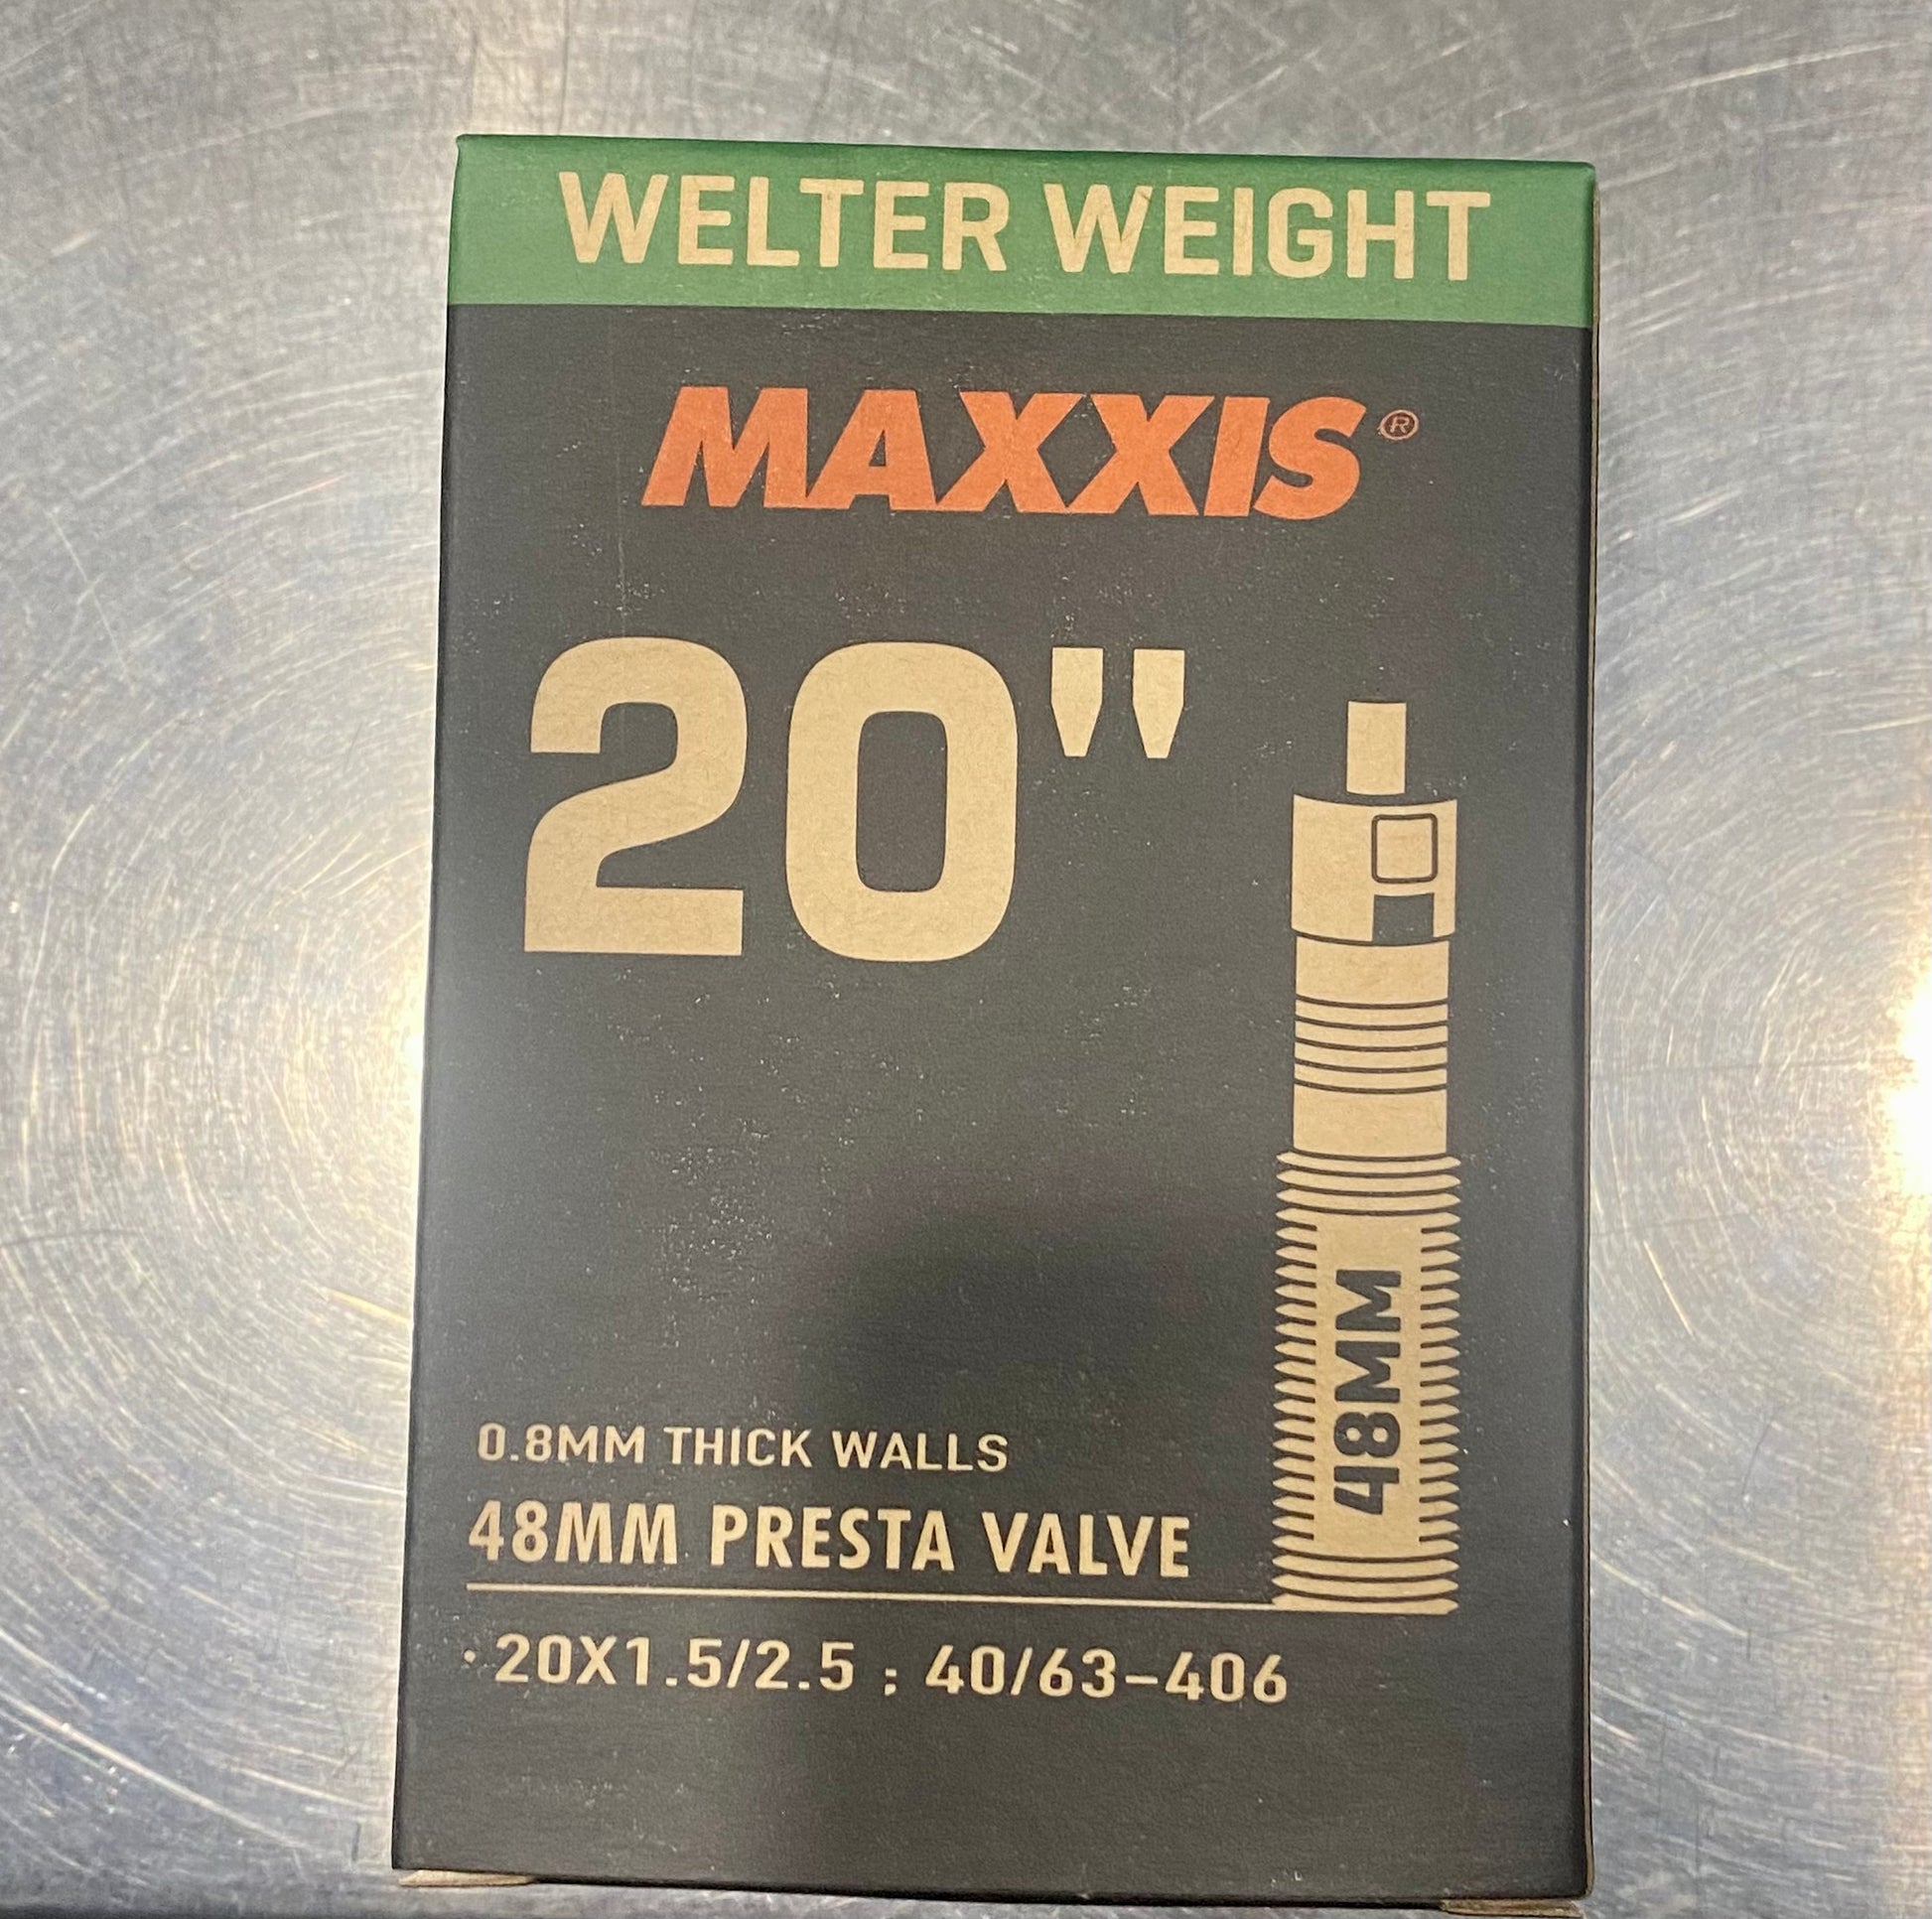 WELTER WEIGHT
MAXXIS®
20"
48MM
0.8MM THICK WALLS
48MM PRESTA VALVE
·20X1.5/2.5 ; 40/63-406